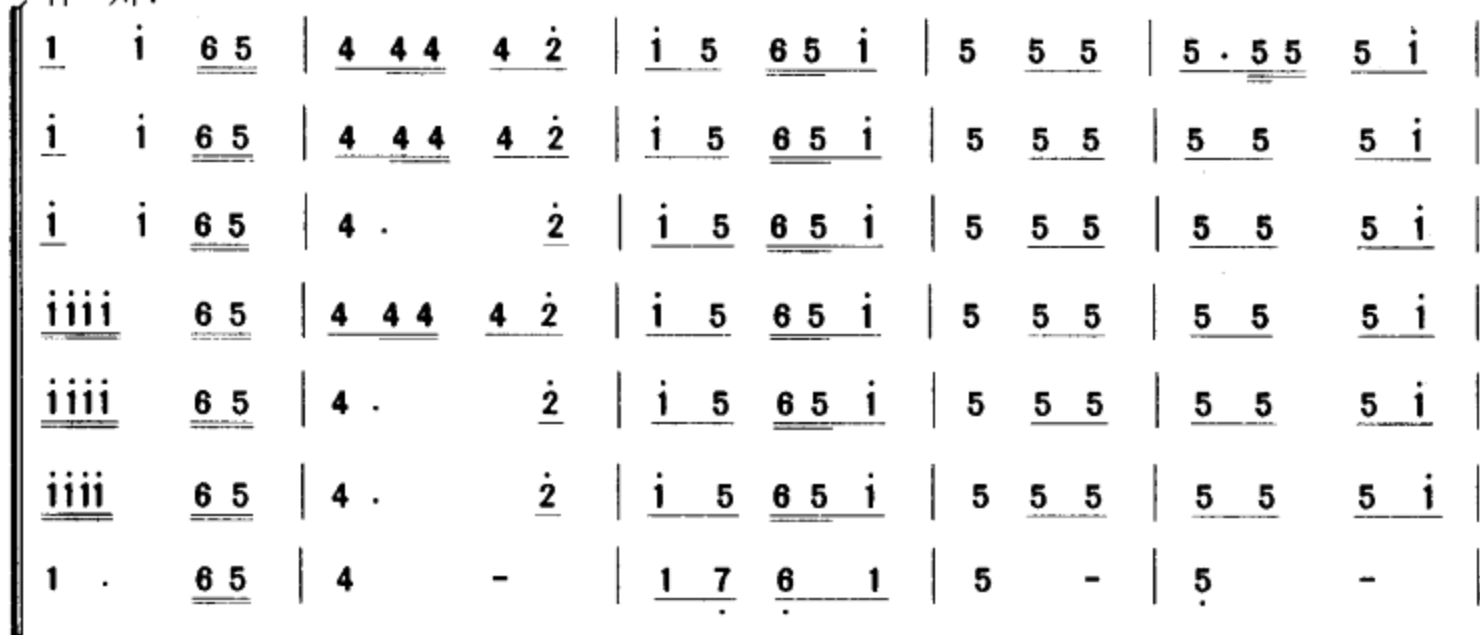 1 i̇ 6 5 | 4 4 4 4 2̇ | i̇ 5 6 5 i̇ | 5 5 5 | 5 · 5 5 5 i̇ |
i̇ i̇ 6 5 | 4 4 4 4 2̇ | i̇ 5 6 5 i̇ | 5 5 5 | 5 5 5 i̇ |
i̇ i̇ 6 5 | 4 · 2̇ | i̇ 5 6 5 i̇ | 5 5 5 | 5 5 5 i̇ |
i̇ i̇ i̇ i̇ 6 5 | 4 4 4 4 2̇ | i̇ 5 6 5 i̇ | 5 5 5 | 5 5 5 i̇ |
i̇ i̇ i̇ i̇ 6 5 | 4 · 2̇ | i̇ 5 6 5 i̇ | 5 5 5 | 5 5 5 i̇ |
i̇ i̇ i̇ i̇ 6 5 | 4 · 2̇ | i̇ 5 6 5 i̇ | 5 5 5 | 5 5 5 i̇ |
1 · 6 5 | 4 - | 1 7̣ 6̣ 1 | 5 - | 5̣ - |